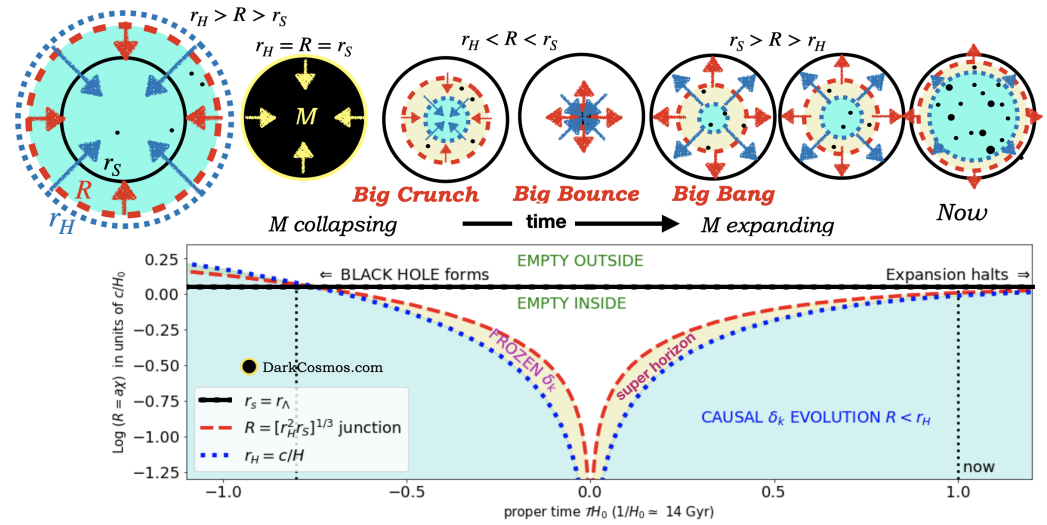 r_H > R > r_S
r_H = R = r_S
r_H < R < r_S
r_S > R > r_H
M
r_S
R
r_H
Big Crunch
Big Bounce
Big Bang
Now
M collapsing
time
M expanding
0.25
0.00
−0.25
−0.50
−0.75
−1.00
−1.25
Log (R = aχ) in units of c/H_0
EMPTY OUTSIDE
⇐ BLACK HOLE forms
Expansion halts ⇒
EMPTY INSIDE
FROZEN δ_k
super horizon
DarkCosmos.com
r_s = r_Λ
R = [r_H^2 r_S]^{1/3} junction
r_H = c/H
CAUSAL δ_k EVOLUTION R < r_H
now
−1.0
−0.5
0.0
0.5
1.0
proper time 𝒯H_0 (1/H_0 ≃ 14 Gyr)